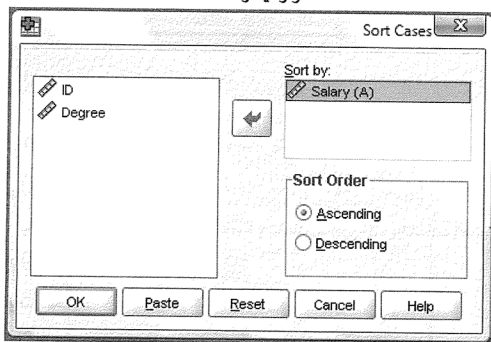 Sort Cases
ID
Degree
Sort by:
Salary (A)
Sort Order
Ascending
Descending
OK Paste Reset Cancel Help